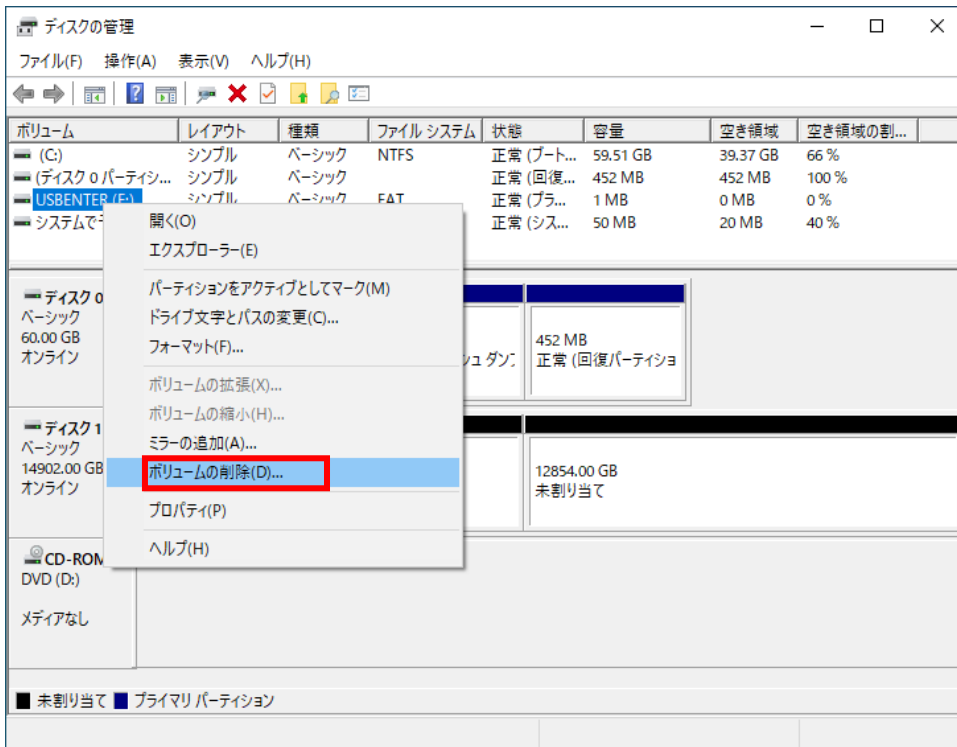 ディスクの管理
ファイル(F) 操作(A) 表示(V) ヘルプ(H)
ボリューム レイアウト 種類 ファイル システム 状態 容量 空き領域 空き領域の割...
(C:) シンプル ベーシック NTFS 正常 (ブート... 59.51 GB 39.37 GB 66 %
(ディスク 0 パーティシ... シンプル ベーシック 正常 (回復... 452 MB 452 MB 100 %
USBENTER (E:) シンプル ベーシック FAT 正常 (プラ... 1 MB 0 MB 0 %
システムで 正常 (シス... 50 MB 20 MB 40 %
開く(O)
エクスプローラー(E)
パーティションをアクティブとしてマーク(M)
ドライブ文字とパスの変更(C)...
フォーマット(F)...
ボリュームの拡張(X)...
ボリュームの縮小(H)...
ミラーの追加(A)...
ボリュームの削除(D)...
プロパティ(P)
ヘルプ(H)
ディスク 0
ベーシック
60.00 GB
オンライン
ュ ダンプ
452 MB
正常 (回復パーティショ
ディスク 1
ベーシック
14902.00 GB
オンライン
12854.00 GB
未割り当て
CD-ROM
DVD (D:)
メディアなし
未割り当て プライマリ パーティション